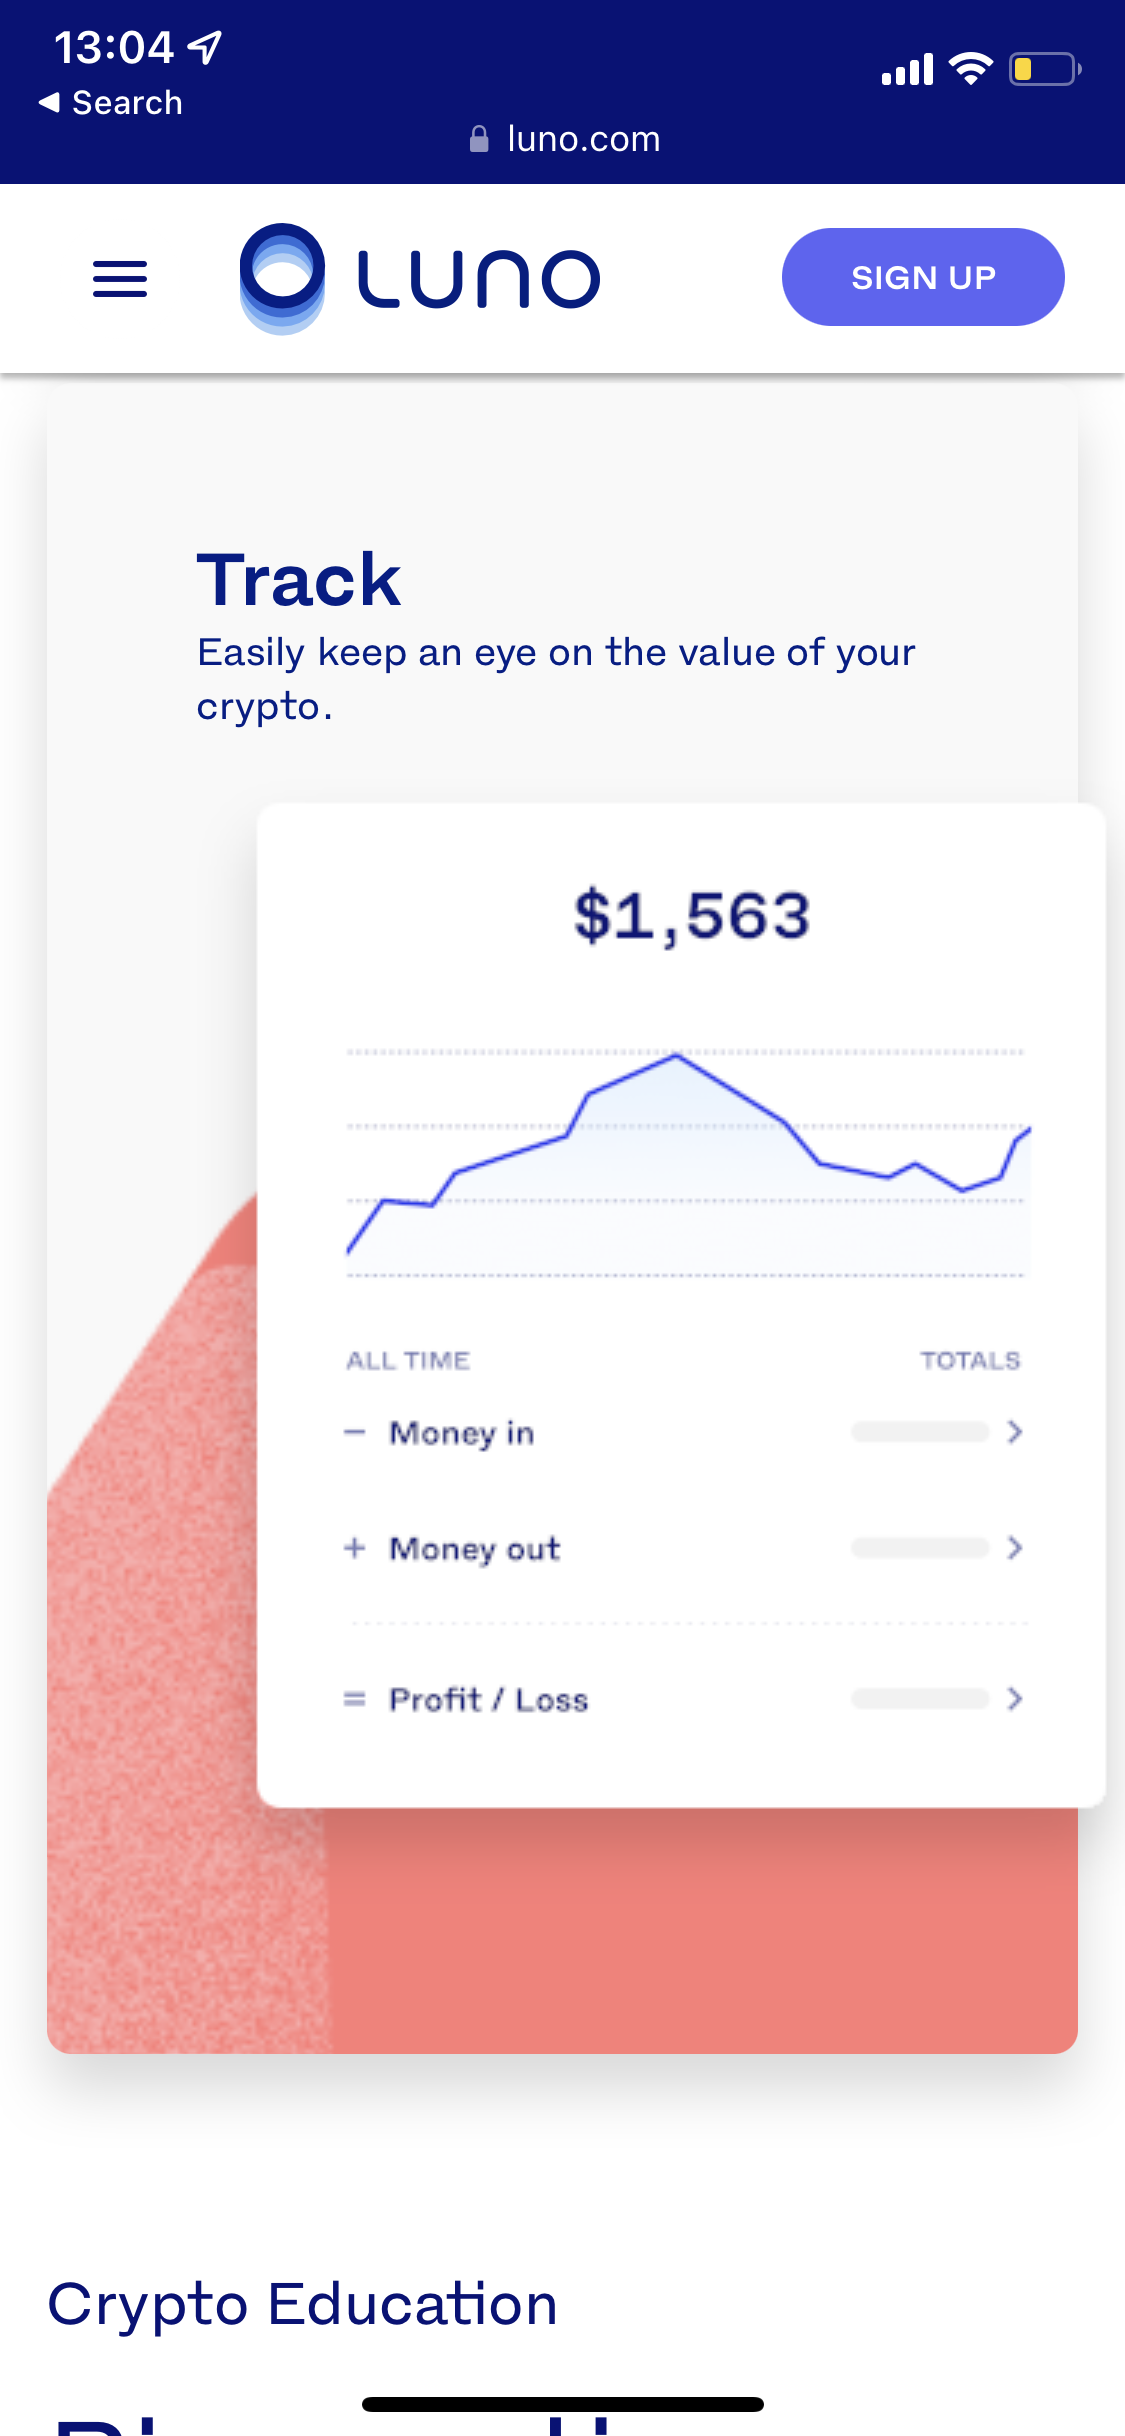 13:04
◀ Search
luno.com
LUNO
SIGN UP
Track
Easily keep an eye on the value of your
crypto.
$1,563
ALL TIME TOTALS
− Money in
+ Money out
= Profit / Loss
Crypto Education